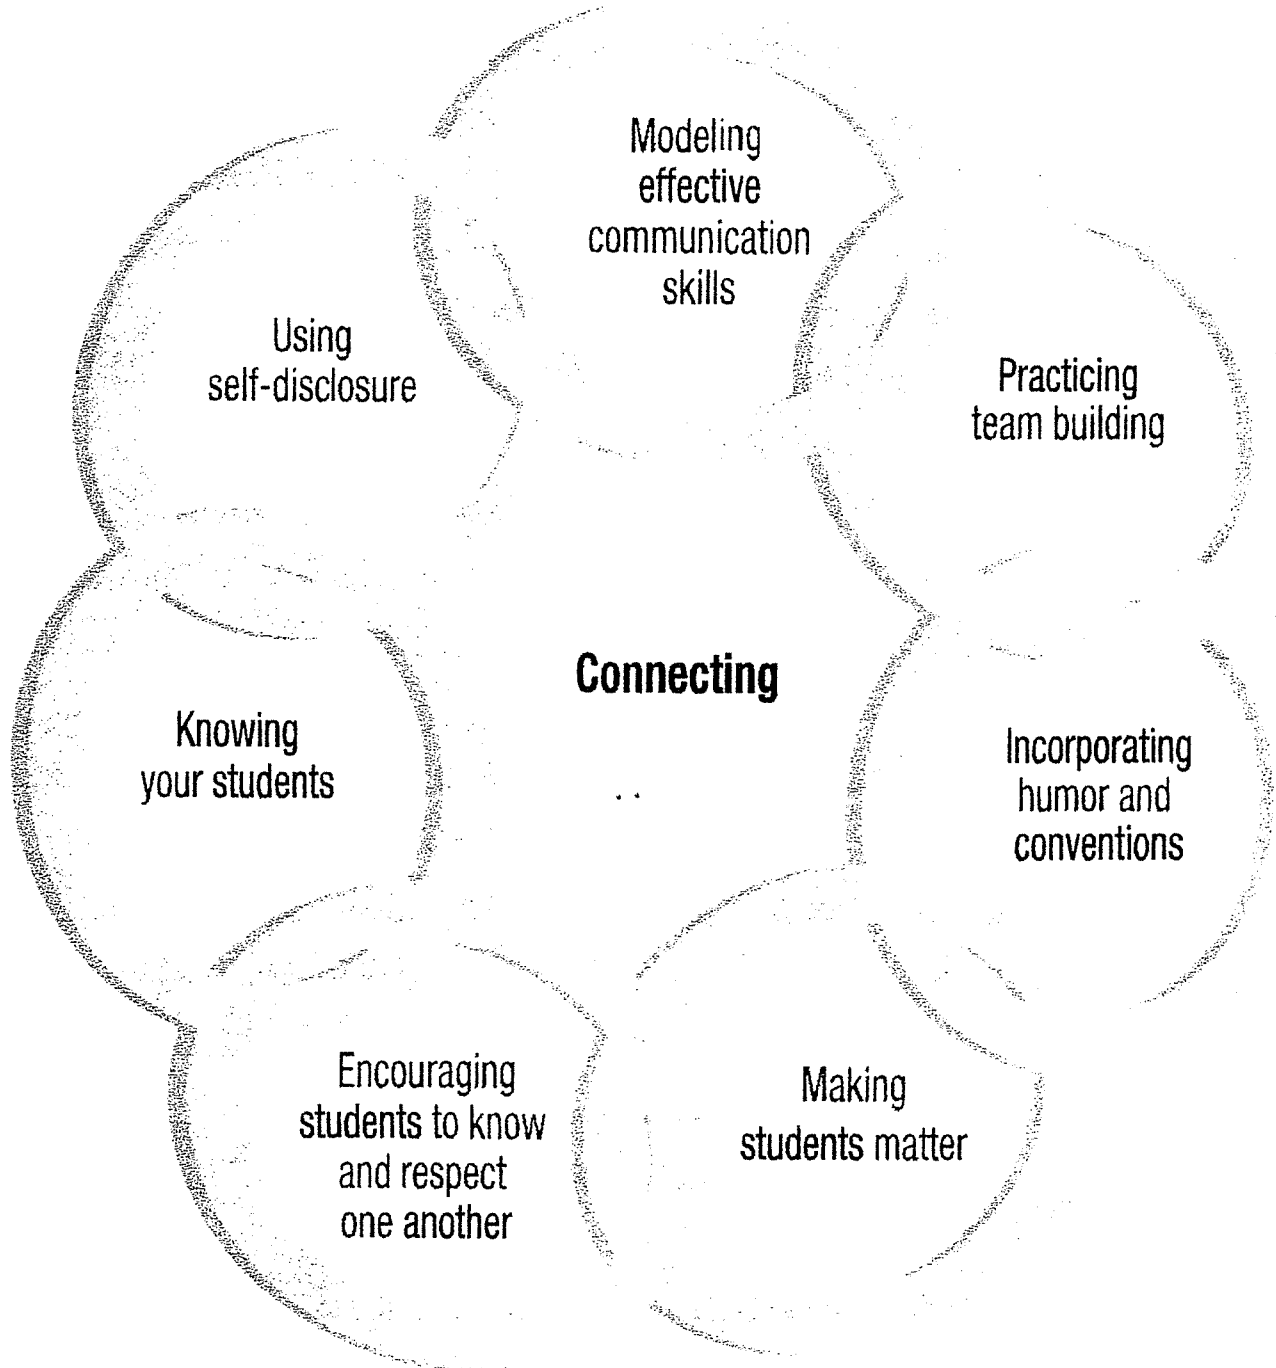 Modeling
effective
communication
skills
Practicing
team building
Incorporating
humor and
conventions
Making
students matter
Encouraging
students to know
and respect
one another
Knowing
your students
Using
self-disclosure
Connecting